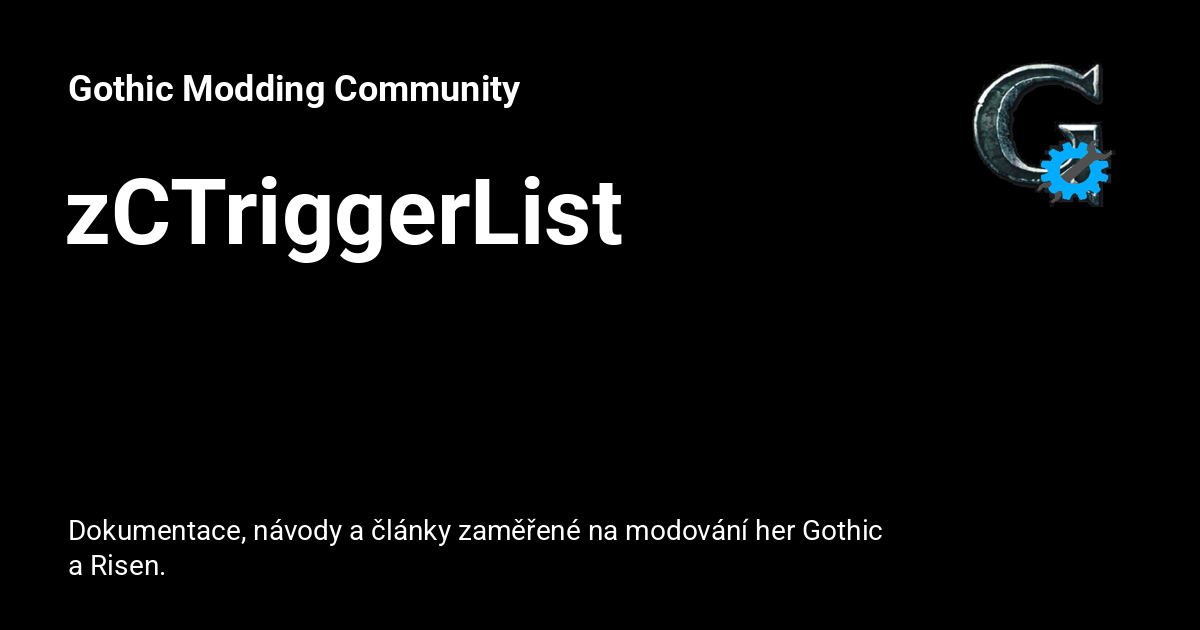 Gothic Modding Community
zCTriggerList
Dokumentace, návody a články zaměřené na modování her Gothic
a Risen.